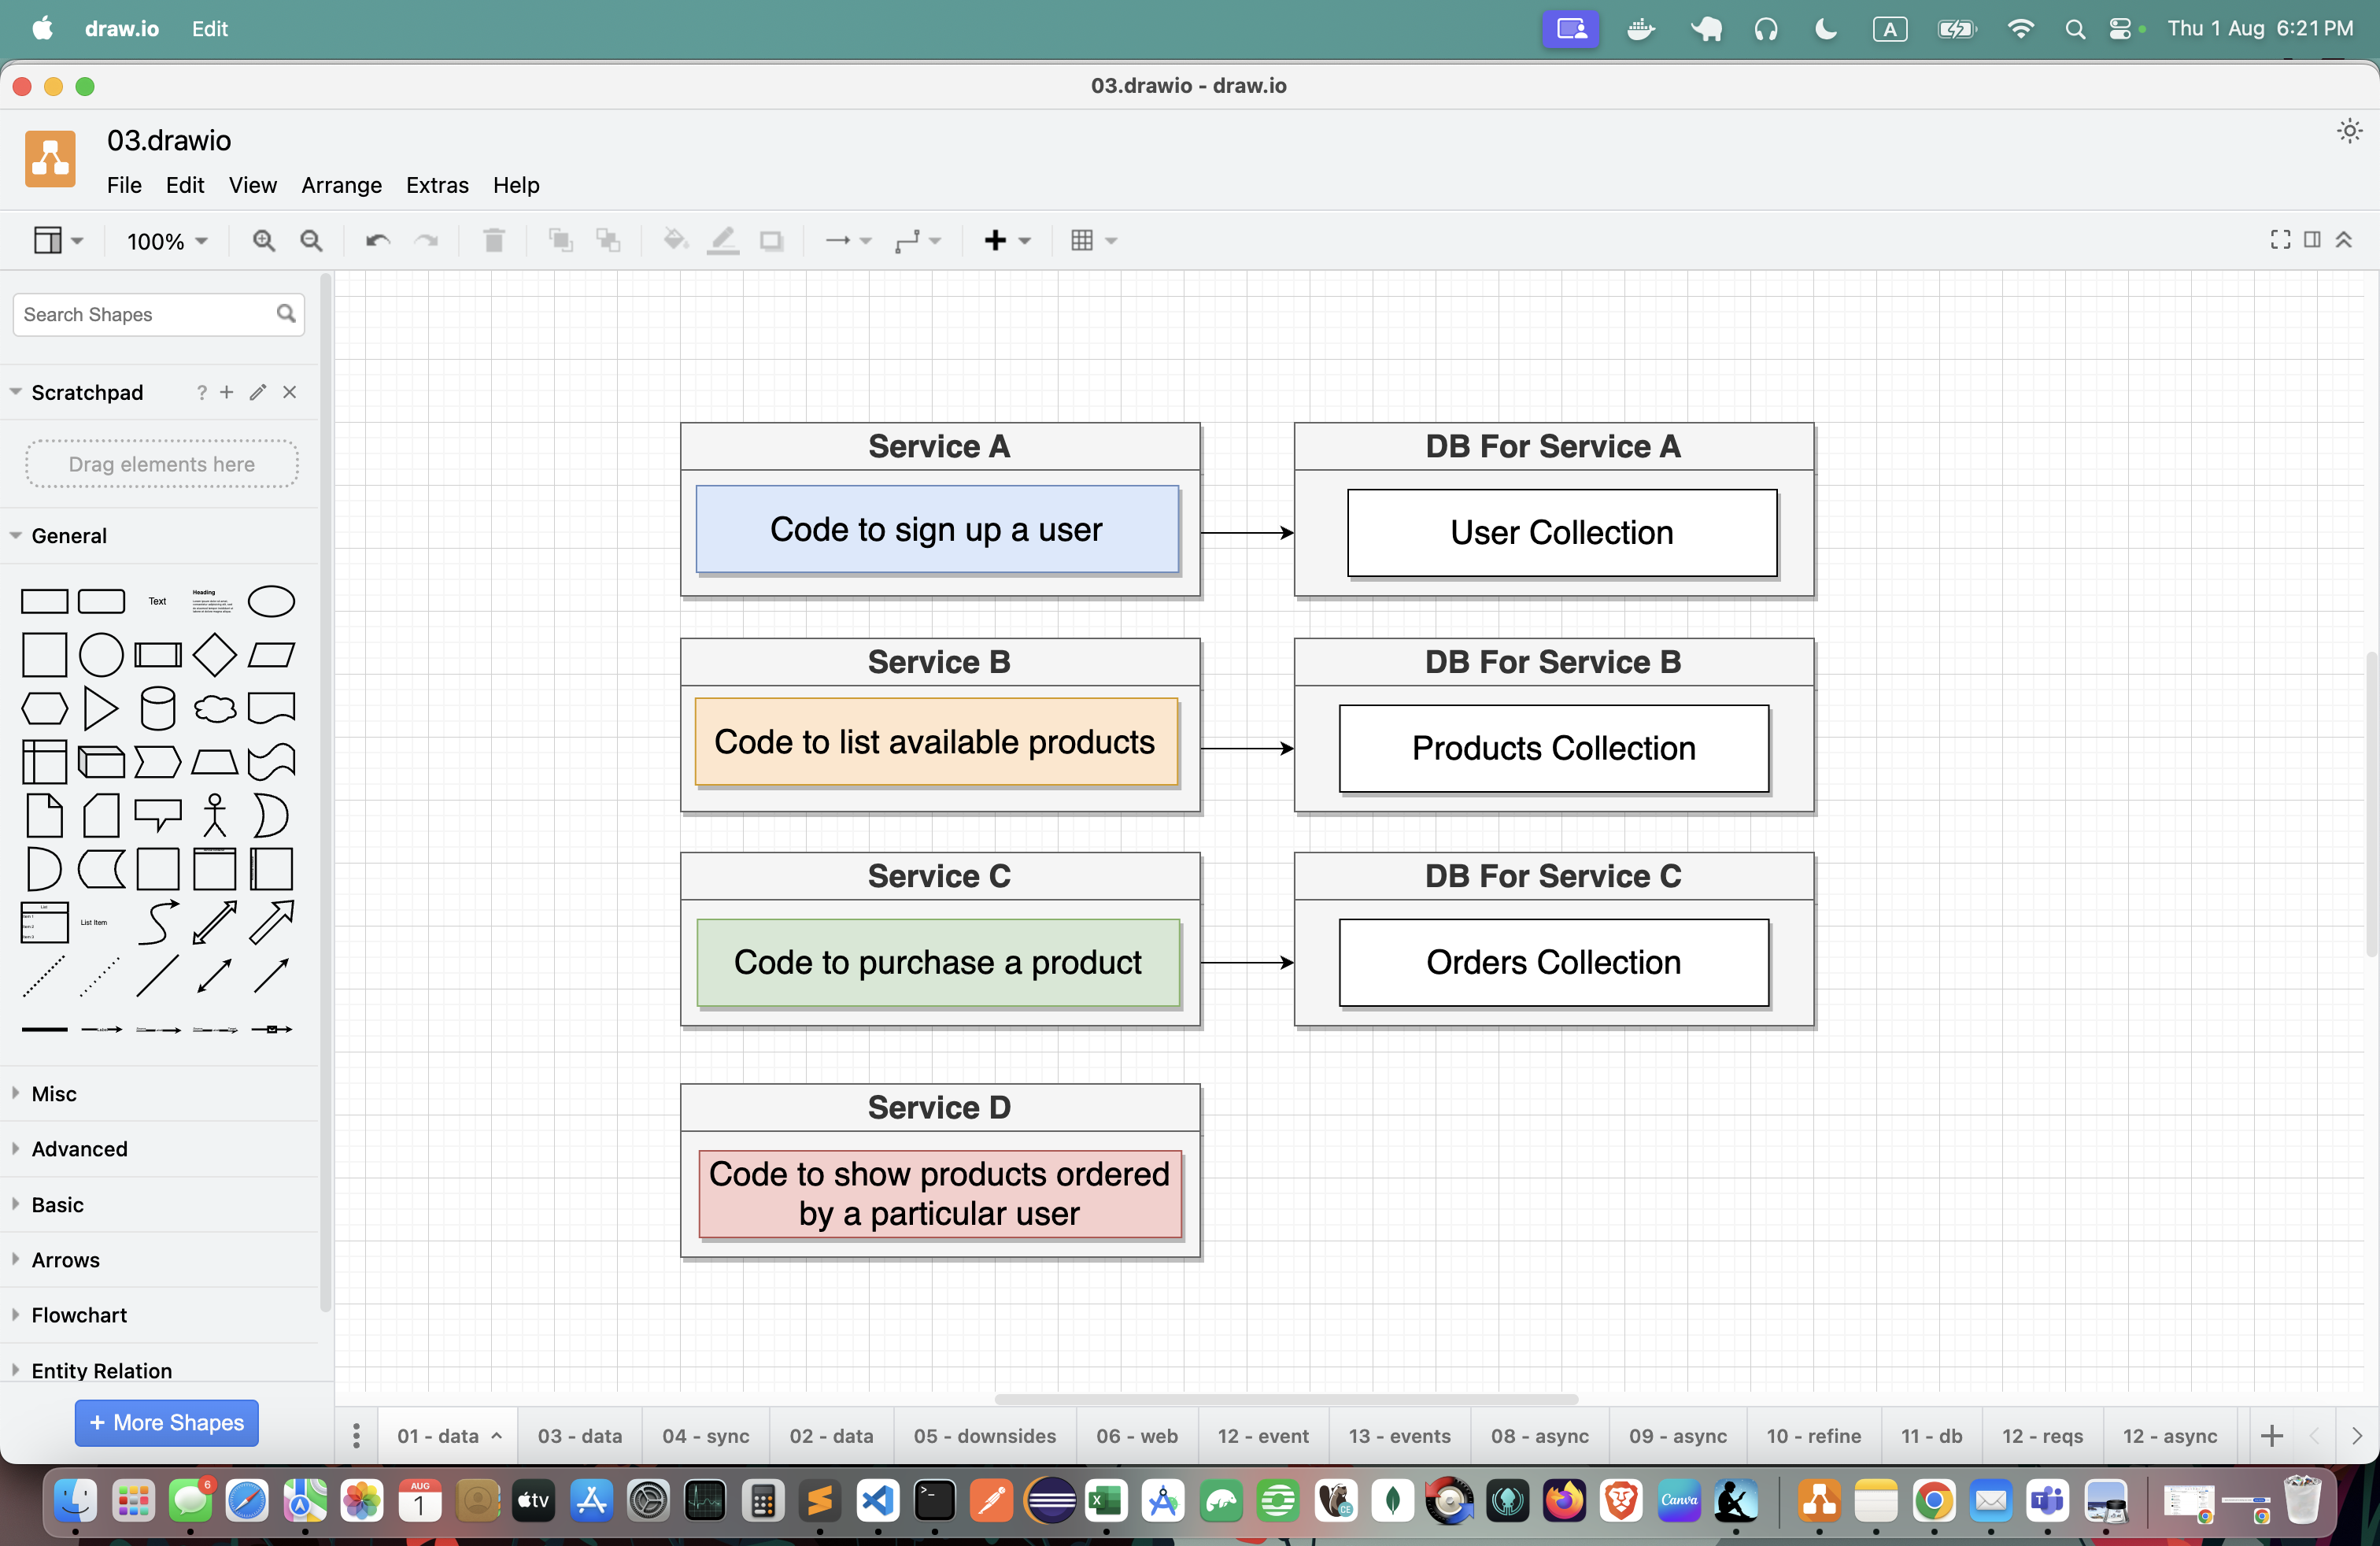 draw.io Edit
A
Thu 1 Aug 6:21 PM
03.drawio - draw.io
03.drawio
File Edit View Arrange Extras Help
100%
Search Shapes
Scratchpad
?
Drag elements here
General
Text
Heading
List
List Item
Misc
Advanced
Basic
Arrows
Flowchart
Entity Relation
+ More Shapes
Service A
Code to sign up a user
DB For Service A
User Collection
Service B
Code to list available products
DB For Service B
Products Collection
Service C
Code to purchase a product
DB For Service C
Orders Collection
Service D
Code to show products ordered
by a particular user
01 - data 03 - data 04 - sync 02 - data 05 - downsides 06 - web 12 - event 13 - events 08 - async 09 - async 10 - refine 11 - db 12 - reqs 12 - async
6
AUG
1
tv
CE
Canva